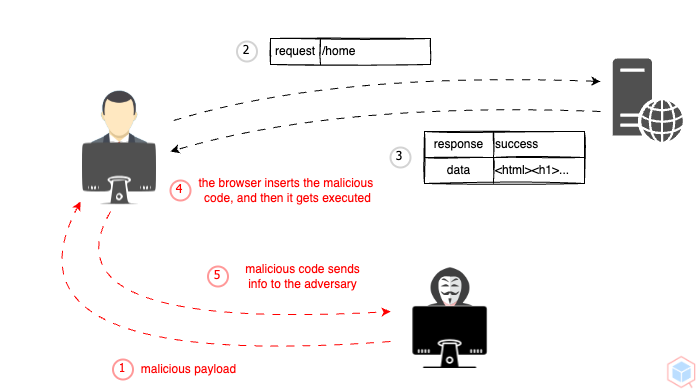 2
request /home
3
response success
data <html><h1>...
4
the browser inserts the malicious
code, and then it gets executed
5
malicious code sends
info to the adversary
1
malicious payload